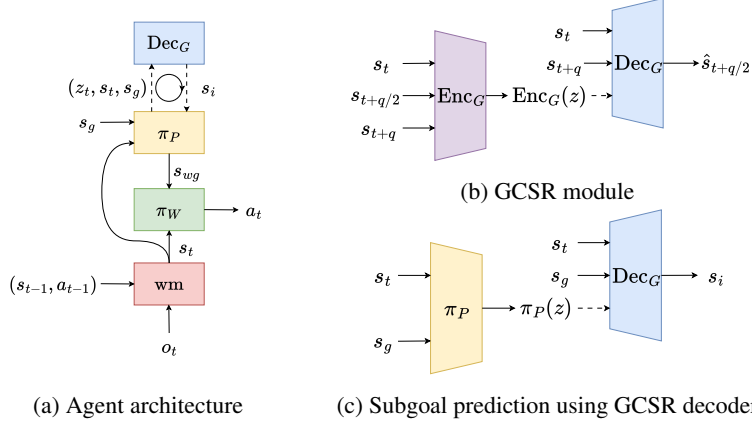 Dec_G
(z_t, s_t, s_g)
s_i
s_g
π_P
s_{wg}
π_W
a_t
s_t
(s_{t−1}, a_{t−1})
wm
o_t
(a) Agent architecture
s_t
s_{t+q/2}
s_{t+q}
Enc_G
Enc_G(z)
s_t
s_{t+q}
Dec_G
ŝ_{t+q/2}
(b) GCSR module
s_t
s_g
π_P
π_P(z)
s_t
s_g
Dec_G
s_i
(c) Subgoal prediction using GCSR decoder